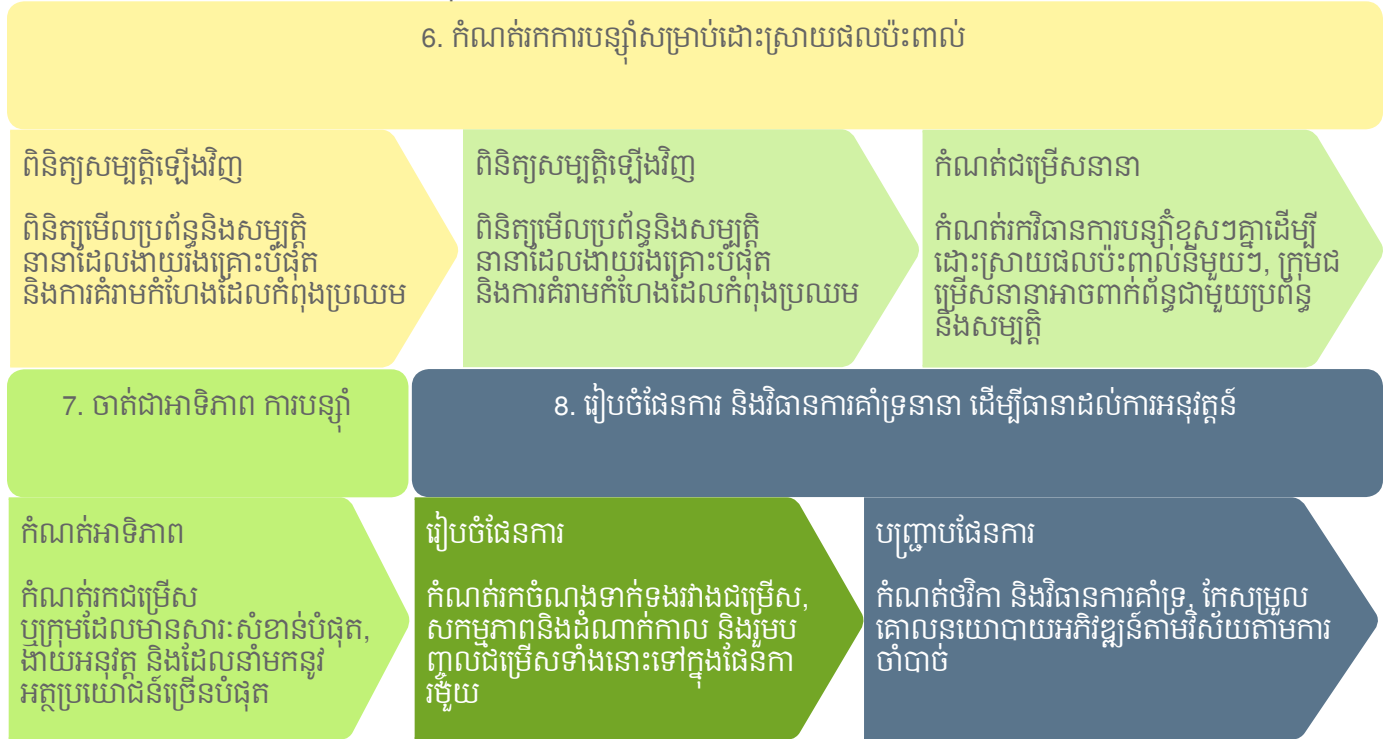 6. កំណត់រកការបន្ស៊ាំសម្រាប់ដោះស្រាយផលប៉ះពាល់
ពិនិត្យសម្បត្តិឡើងវិញ
ពិនិត្យមើលប្រព័ន្ធនិងសម្បត្តិ
នានាដែលងាយរងគ្រោះបំផុត
និងការគំរាមកំហែងដែលកំពុងប្រឈម
ពិនិត្យសម្បត្តិឡើងវិញ
ពិនិត្យមើលប្រព័ន្ធនិងសម្បត្តិ
នានាដែលងាយរងគ្រោះបំផុត
និងការគំរាមកំហែងដែលកំពុងប្រឈម
កំណត់ជម្រើសនានា
កំណត់រកវិធានការបន្ស៊ាំខុសៗគ្នាដើម្បី
ដោះស្រាយផលប៉ះពាល់នីមួយៗ, ក្រុមជ
ម្រើសនានាអាចពាក់ព័ន្ធជាមួយប្រព័ន្ធ
និងសម្បត្តិ
7. ចាត់ជាអាទិភាព ការបន្ស៊ាំ
8. រៀបចំផែនការ និងវិធានការគាំទ្រនានា ដើម្បីធានាដល់ការអនុវត្តន៍
កំណត់អាទិភាព
កំណត់រកជម្រើស
ឬក្រុមដែលមានសារៈសំខាន់បំផុត,
ងាយអនុវត្ត និងដែលនាំមកនូវ
អត្ថប្រយោជន៍ច្រើនបំផុត
រៀបចំផែនការ
កំណត់រកចំណងទាក់ទងរវាងជម្រើស,
សកម្មភាពនិងដំណាក់កាល និងរួមប
ញ្ចូលជម្រើសទាំងនោះទៅក្នុងផែនកា
រមួយ
បញ្ជ្រាបផែនការ
កំណត់ថវិកា និងវិធានការគាំទ្រ, កែសម្រួល
គោលនយោបាយអភិវឌ្ឍន៍តាមវិស័យតាមការ
ចាំបាច់